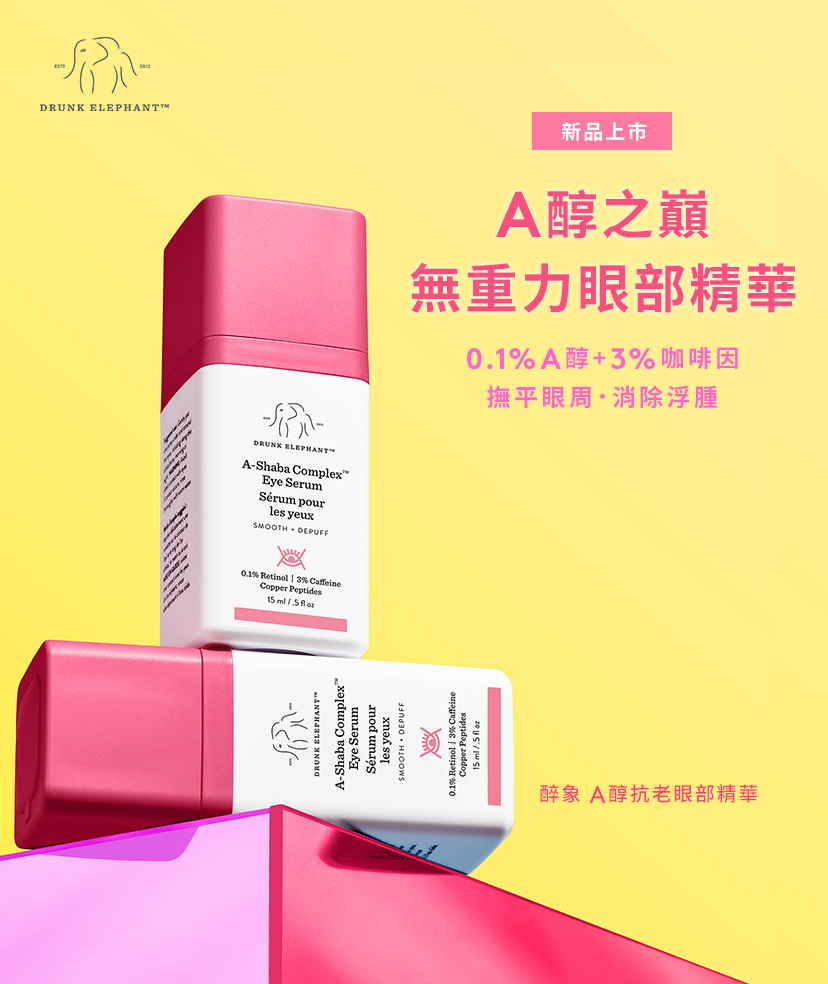 ESTD 2012
DRUNK ELEPHANT™
新品上市
A醇之巔
無重力眼部精華
0.1% A醇+3%咖啡因
撫平眼周·消除浮腫
DRUNK ELEPHANT™
A-Shaba Complex™
Eye Serum
Sérum pour
les yeux
SMOOTH + DEPUFF
0.1% Retinol | 3% Caffeine
Copper Peptides
15 ml / .5 fl oz
DRUNK ELEPHANT™
A-Shaba Complex™
Eye Serum
Sérum pour
les yeux
SMOOTH + DEPUFF
0.1% Retinol | 3% Caffeine
Copper Peptides
15 ml / .5 fl oz
醉象 A醇抗老眼部精華